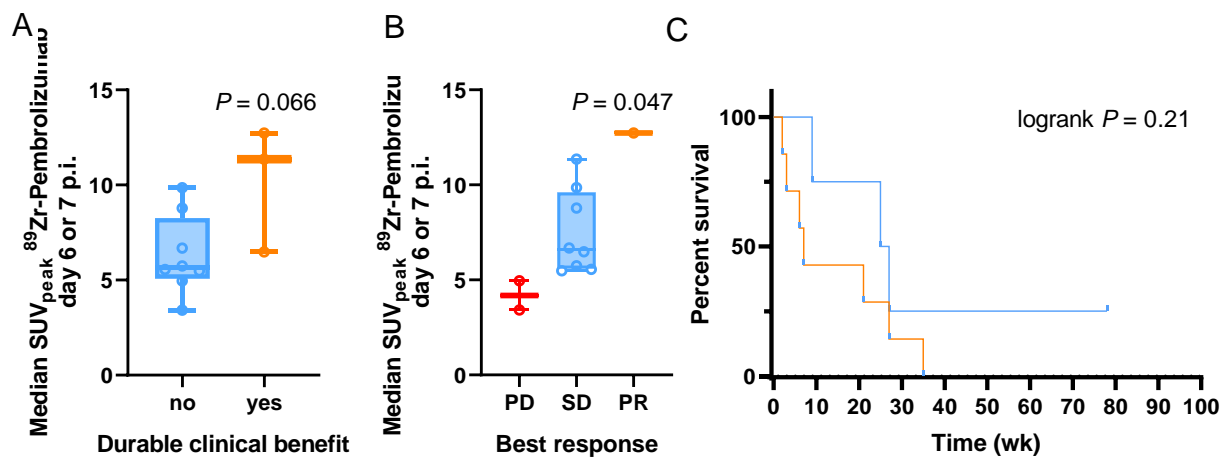 A
Median SUVpeak 89Zr-Pembrolizumab
day 6 or 7 p.i.
15
10
5
0
P = 0.066
no yes
Durable clinical benefit
B
Median SUVpeak 89Zr-Pembrolizu
day 6 or 7 p.i.
15
10
5
0
P = 0.047
PD SD PR
Best response
C
Percent survival
100
50
0
logrank P = 0.21
0 10 20 30 40 50 60 70 80 90 100
Time (wk)